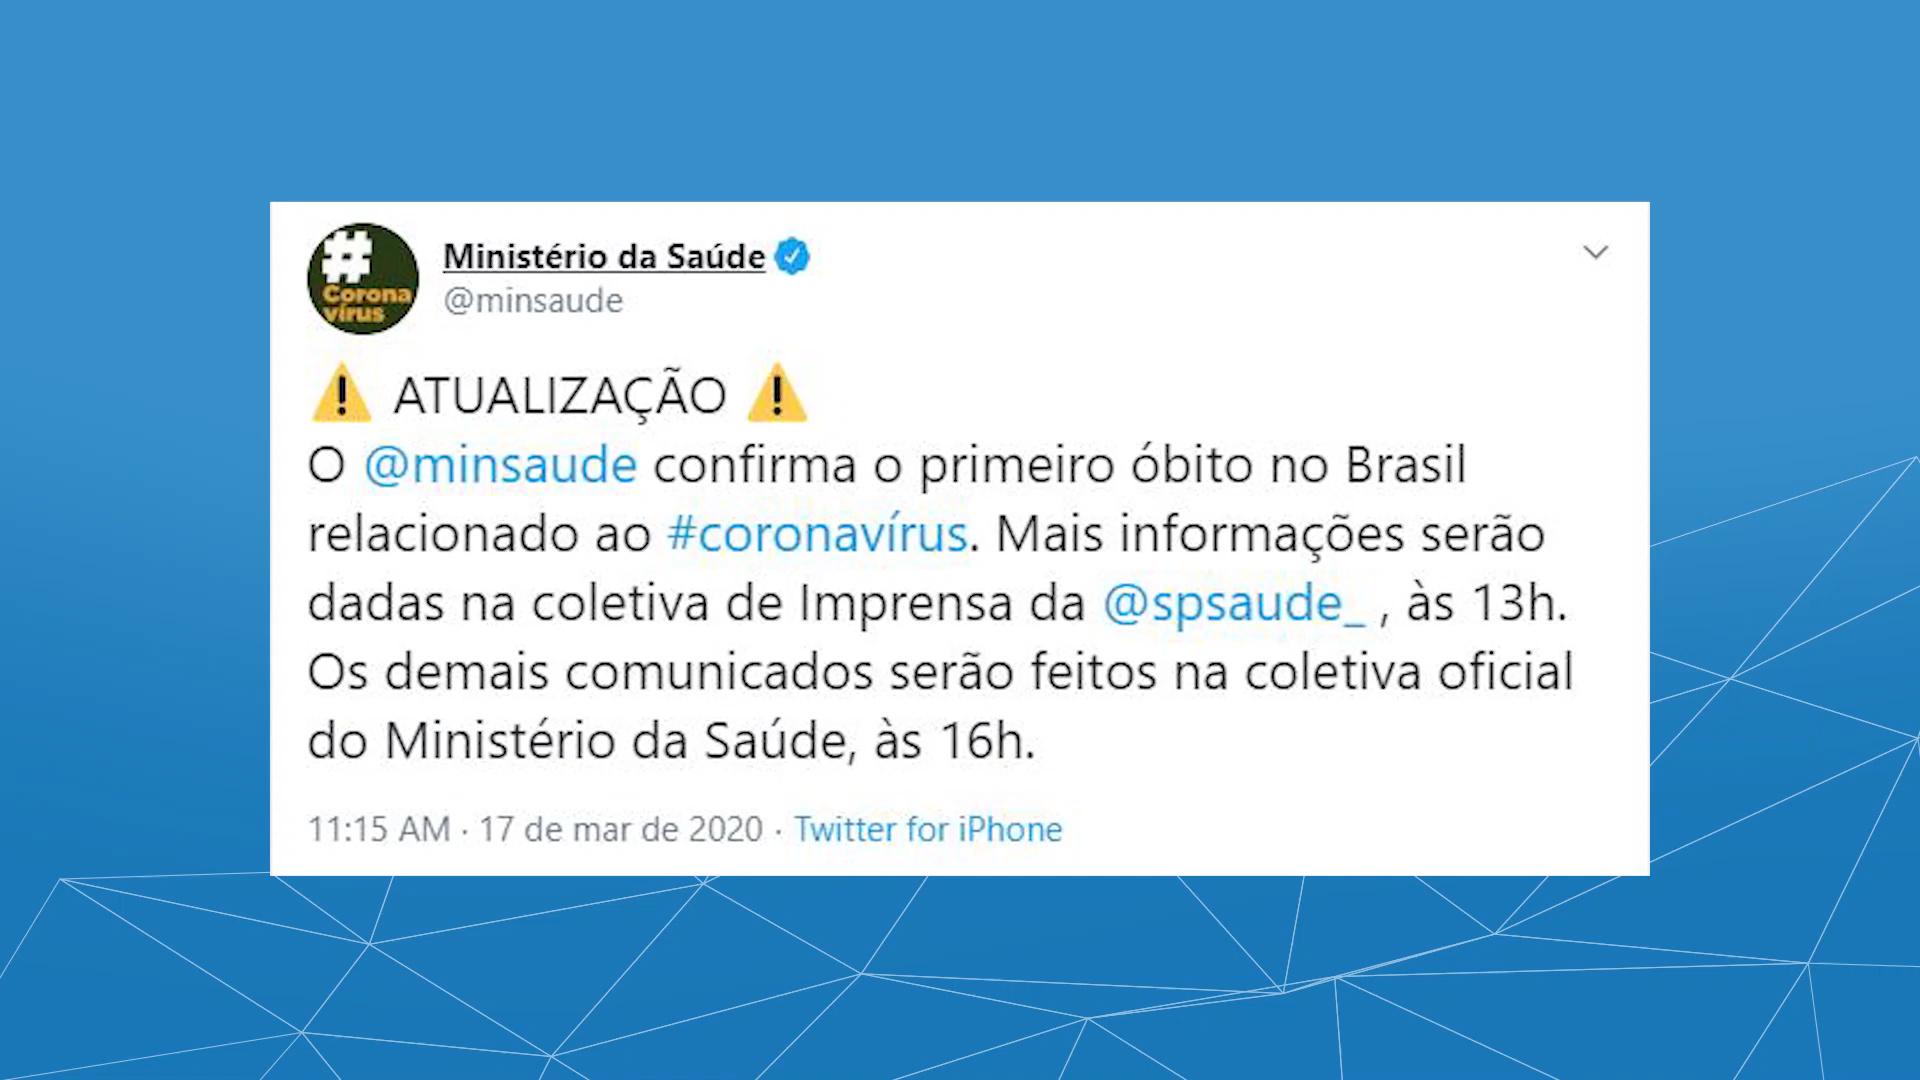 #
Corona
vírus
Ministério da Saúde
@minsaude
⚠ ATUALIZAÇÃO ⚠
O @minsaude confirma o primeiro óbito no Brasil
relacionado ao #coronavírus. Mais informações serão
dadas na coletiva de Imprensa da @spsaude_ , às 13h.
Os demais comunicados serão feitos na coletiva oficial
do Ministério da Saúde, às 16h.
11:15 AM · 17 de mar de 2020 · Twitter for iPhone